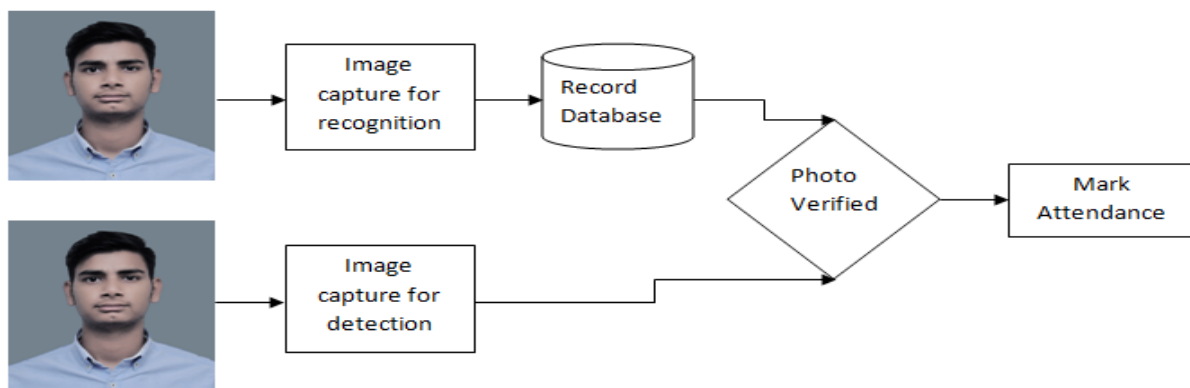 Image
capture for
recognition
Record
Database
Photo
Verified
Mark
Attendance
Image
capture for
detection